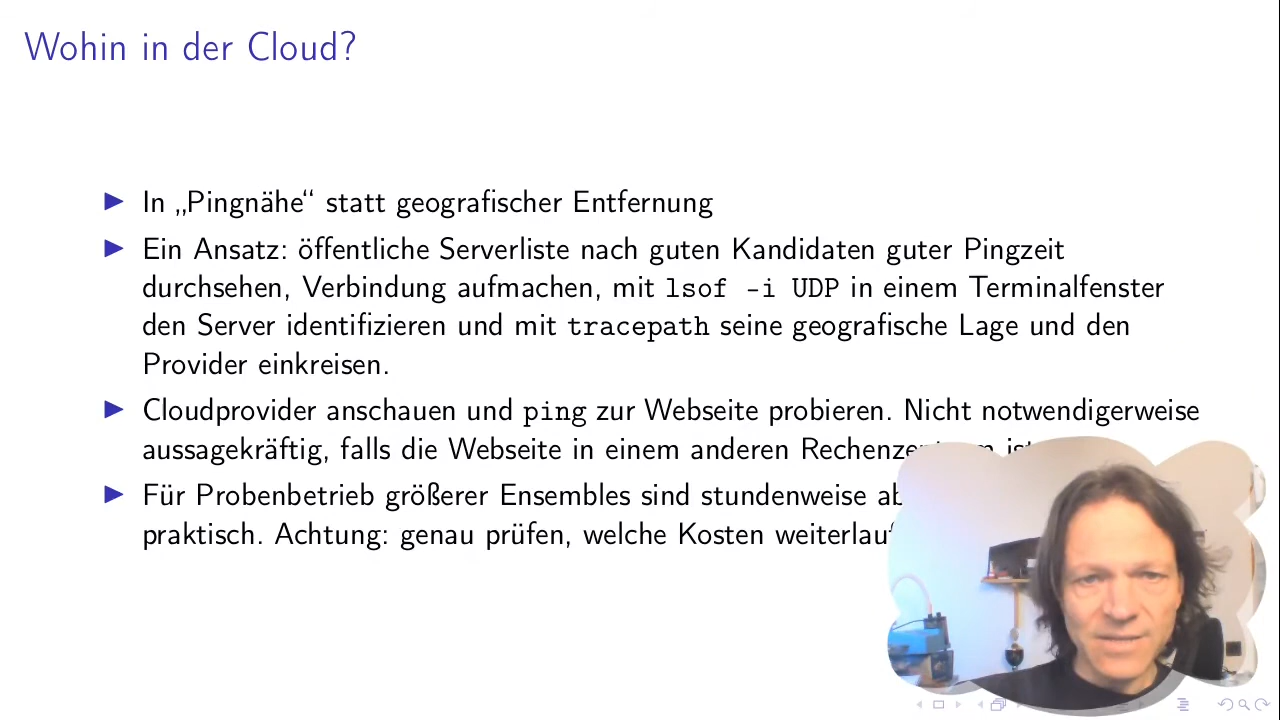 Wohin in der Cloud?
In „Pingnähe“ statt geografischer Entfernung
Ein Ansatz: öffentliche Serverliste nach guten Kandidaten guter Pingzeit
durchsehen, Verbindung aufmachen, mit lsof -i UDP in einem Terminalfenster
den Server identifizieren und mit tracepath seine geografische Lage und den
Provider einkreisen.
Cloudprovider anschauen und ping zur Webseite probieren. Nicht notwendigerweise
aussagekräftig, falls die Webseite in einem anderen Rechenzentrum ist
Für Probenbetrieb größerer Ensembles sind stundenweise
praktisch. Achtung: genau prüfen, welche Kosten